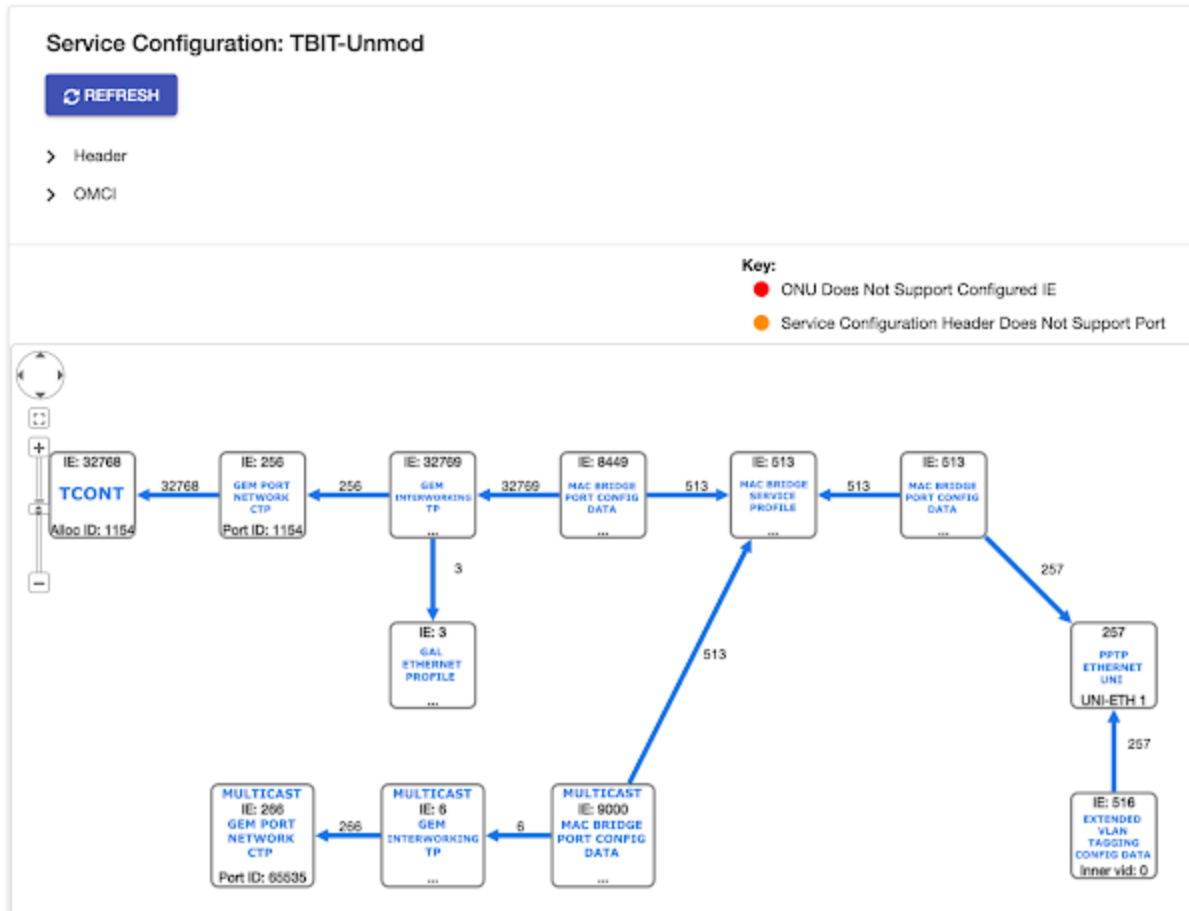 Service Configuration: TBIT-Unmod
REFRESH
Header
OMCI
Key:
ONU Does Not Support Configured IE
Service Configuration Header Does Not Support Port
IE: 32768
TCONT
Alloc ID: 1154
32768
IE: 256
GEM PORT
NETWORK
CTP
Port ID: 1154
256
IE: 32769
GEM
INTERWORKING
TP
...
32769
IE: 8449
MAC BRIDGE
PORT CONFIG
DATA
...
513
IE: 513
MAC BRIDGE
SERVICE
PROFILE
...
513
IE: 513
MAC BRIDGE
PORT CONFIG
DATA
...
3
257
IE: 3
GAL
ETHERNET
PROFILE
...
513
257
PPTP
ETHERNET
UNI
UNI-ETH 1
257
MULTICAST
IE: 266
GEM PORT
NETWORK
CTP
Port ID: 65535
266
MULTICAST
IE: 6
GEM
INTERWORKING
TP
...
6
MULTICAST
IE: 9000
MAC BRIDGE
PORT CONFIG
DATA
...
IE: 516
EXTENDED
VLAN
TAGGING
CONFIG DATA
Inner vid: 0